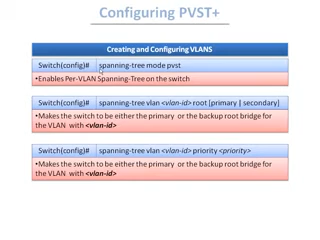 Configuring PVST+
Creating and Configuring VLANS
Switch(config)# spanning-tree mode pvst
•Enables Per-VLAN Spanning-Tree on the switch
Switch(config)# spanning-tree vlan <vlan-id> root [primary | secondary]
•Makes the switch to be either the primary or the backup root bridge for
the VLAN with <vlan-id>
Switch(config)# spanning-tree vlan <vlan-id> priority <priority>
•Makes the switch to be either the primary or the backup root bridge for
the VLAN with <vlan-id>